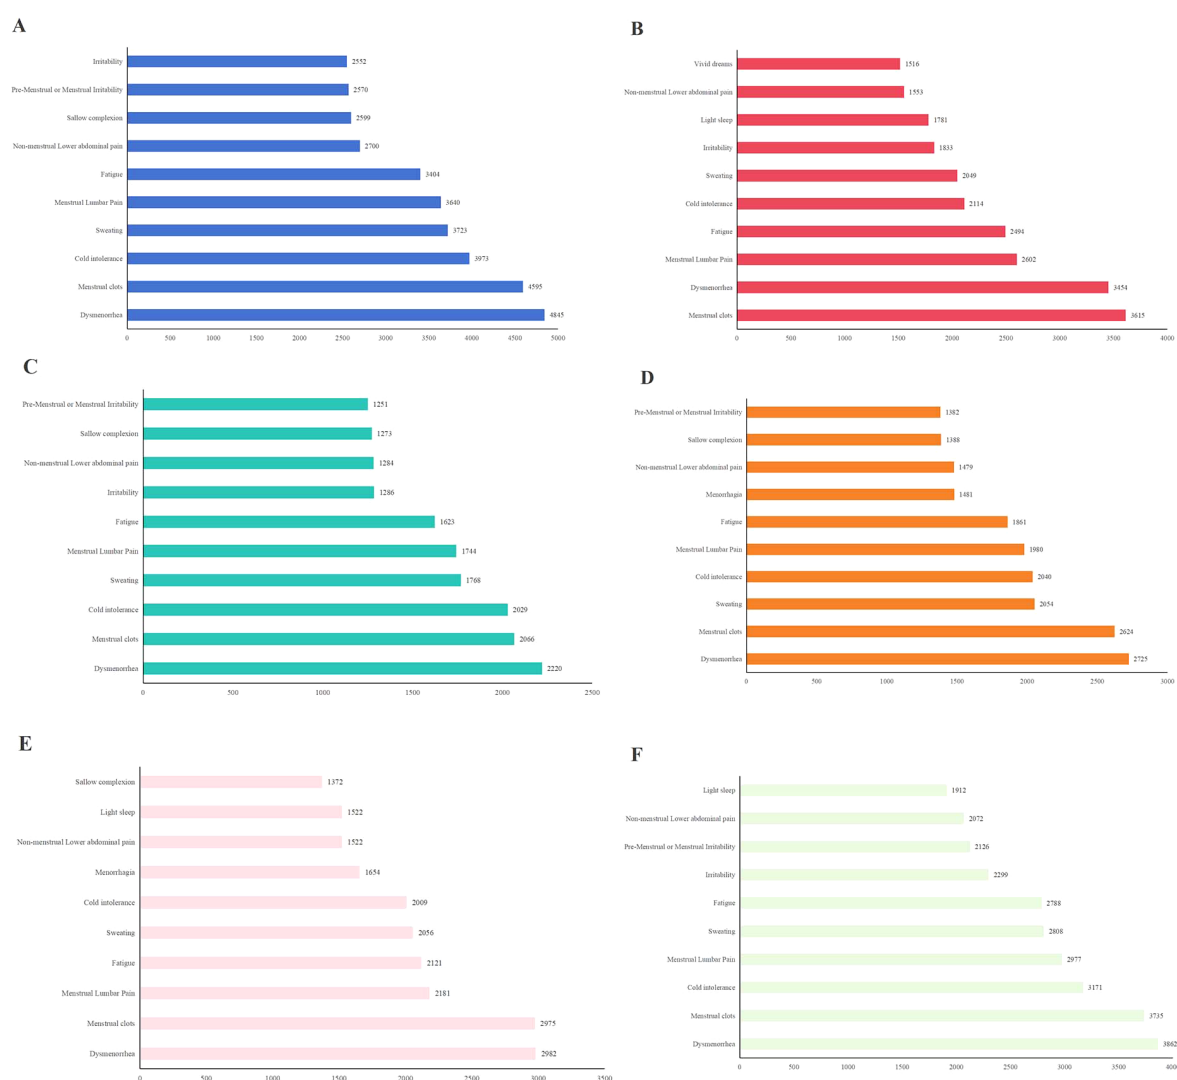 A
Irritability 2552
Pre-Menstrual or Menstrual Irritability 2570
Sallow complexion 2599
Non-menstrual Lower abdominal pain 2700
Fatigue 3404
Menstrual Lumbar Pain 3640
Sweating 3723
Cold intolerance 3973
Menstrual clots 4595
Dysmenorrhea 4845
0 500 1000 1500 2000 2500 3000 3500 4000 4500 5000
B
Vivid dreams 1516
Non-menstrual Lower abdominal pain 1553
Light sleep 1781
Irritability 1833
Sweating 2049
Cold intolerance 2114
Fatigue 2494
Menstrual Lumbar Pain 2602
Dysmenorrhea 3454
Menstrual clots 3615
0 500 1000 1500 2000 2500 3000 3500 4000
C
Pre-Menstrual or Menstrual Irritability 1251
Sallow complexion 1273
Non-menstrual Lower abdominal pain 1284
Irritability 1286
Fatigue 1623
Menstrual Lumbar Pain 1744
Sweating 1768
Cold intolerance 2029
Menstrual clots 2066
Dysmenorrhea 2220
0 500 1000 1500 2000 2500
D
Pre-Menstrual or Menstrual Irritability 1382
Sallow complexion 1388
Non-menstrual Lower abdominal pain 1479
Menorrhagia 1481
Fatigue 1861
Menstrual Lumbar Pain 1980
Cold intolerance 2040
Sweating 2054
Menstrual clots 2624
Dysmenorrhea 2725
0 500 1000 1500 2000 2500 3000
E
Sallow complexion 1372
Light sleep 1522
Non-menstrual Lower abdominal pain 1522
Menorrhagia 1654
Cold intolerance 2009
Sweating 2056
Fatigue 2121
Menstrual Lumbar Pain 2181
Menstrual clots 2975
Dysmenorrhea 2982
0 500 1000 1500 2000 2500 3000 3500
F
Light sleep 1912
Non-menstrual Lower abdominal pain 2072
Pre-Menstrual or Menstrual Irritability 2126
Irritability 2299
Fatigue 2788
Sweating 2808
Menstrual Lumbar Pain 2977
Cold intolerance 3171
Menstrual clots 3735
Dysmenorrhea 3862
0 500 1000 1500 2000 2500 3000 3500